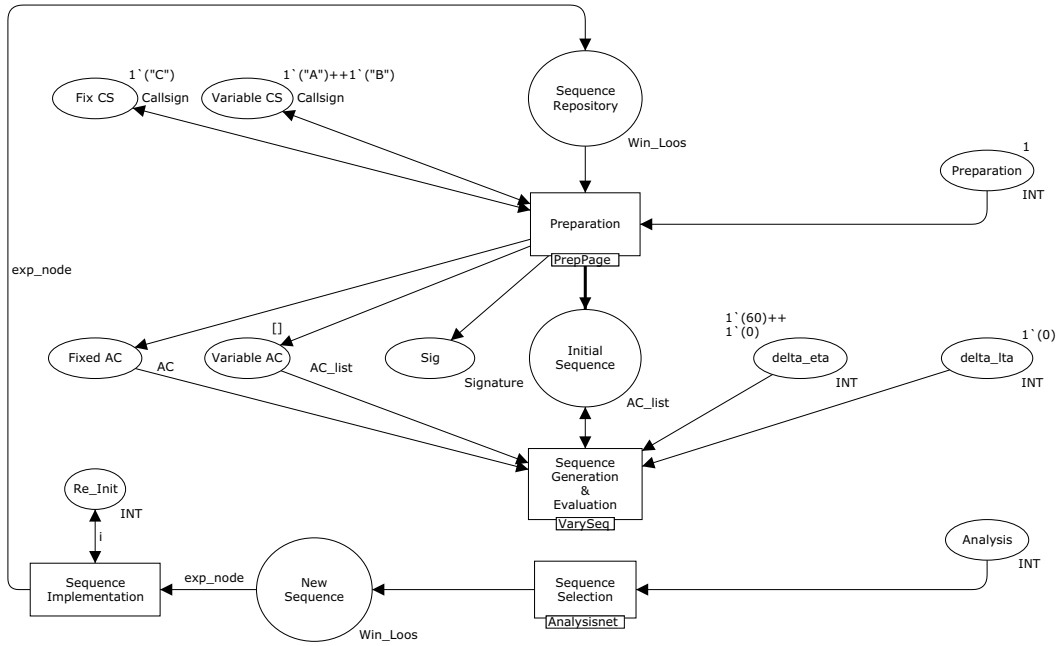 1`("C")
1`("A")++1`("B")
Fix CS
Callsign
Variable CS
Callsign
Sequence
Repository
Win_Loos
1
Preparation
INT
Preparation
PrepPage
exp_node
[]
1`(60)++
1`(0)
1`(0)
Fixed AC
AC
Variable AC
AC_list
Sig
Signature
Initial
Sequence
AC_list
delta_eta
INT
delta_lta
INT
Sequence
Generation
&
Evaluation
VarySeq
Re_Init
INT
i
Analysis
INT
Sequence
Implementation
exp_node
New
Sequence
Win_Loos
Sequence
Selection
Analysisnet